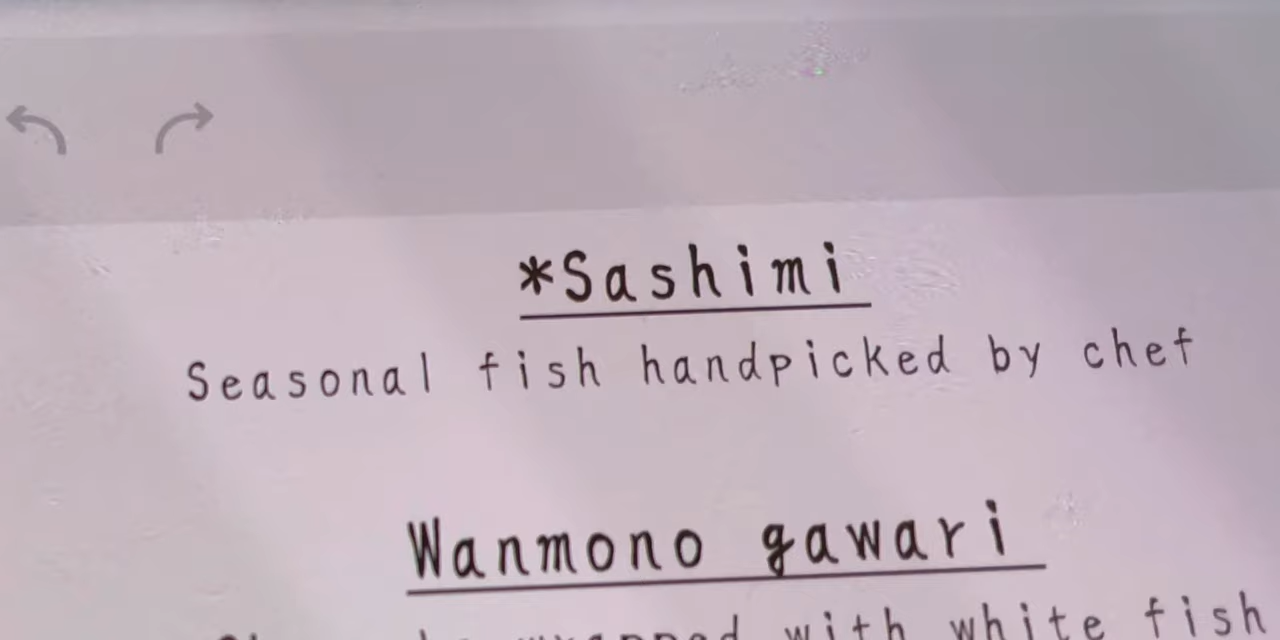 *Sashimi
Seasonal fish handpicked by chef
Wanmono gawari
with white fish